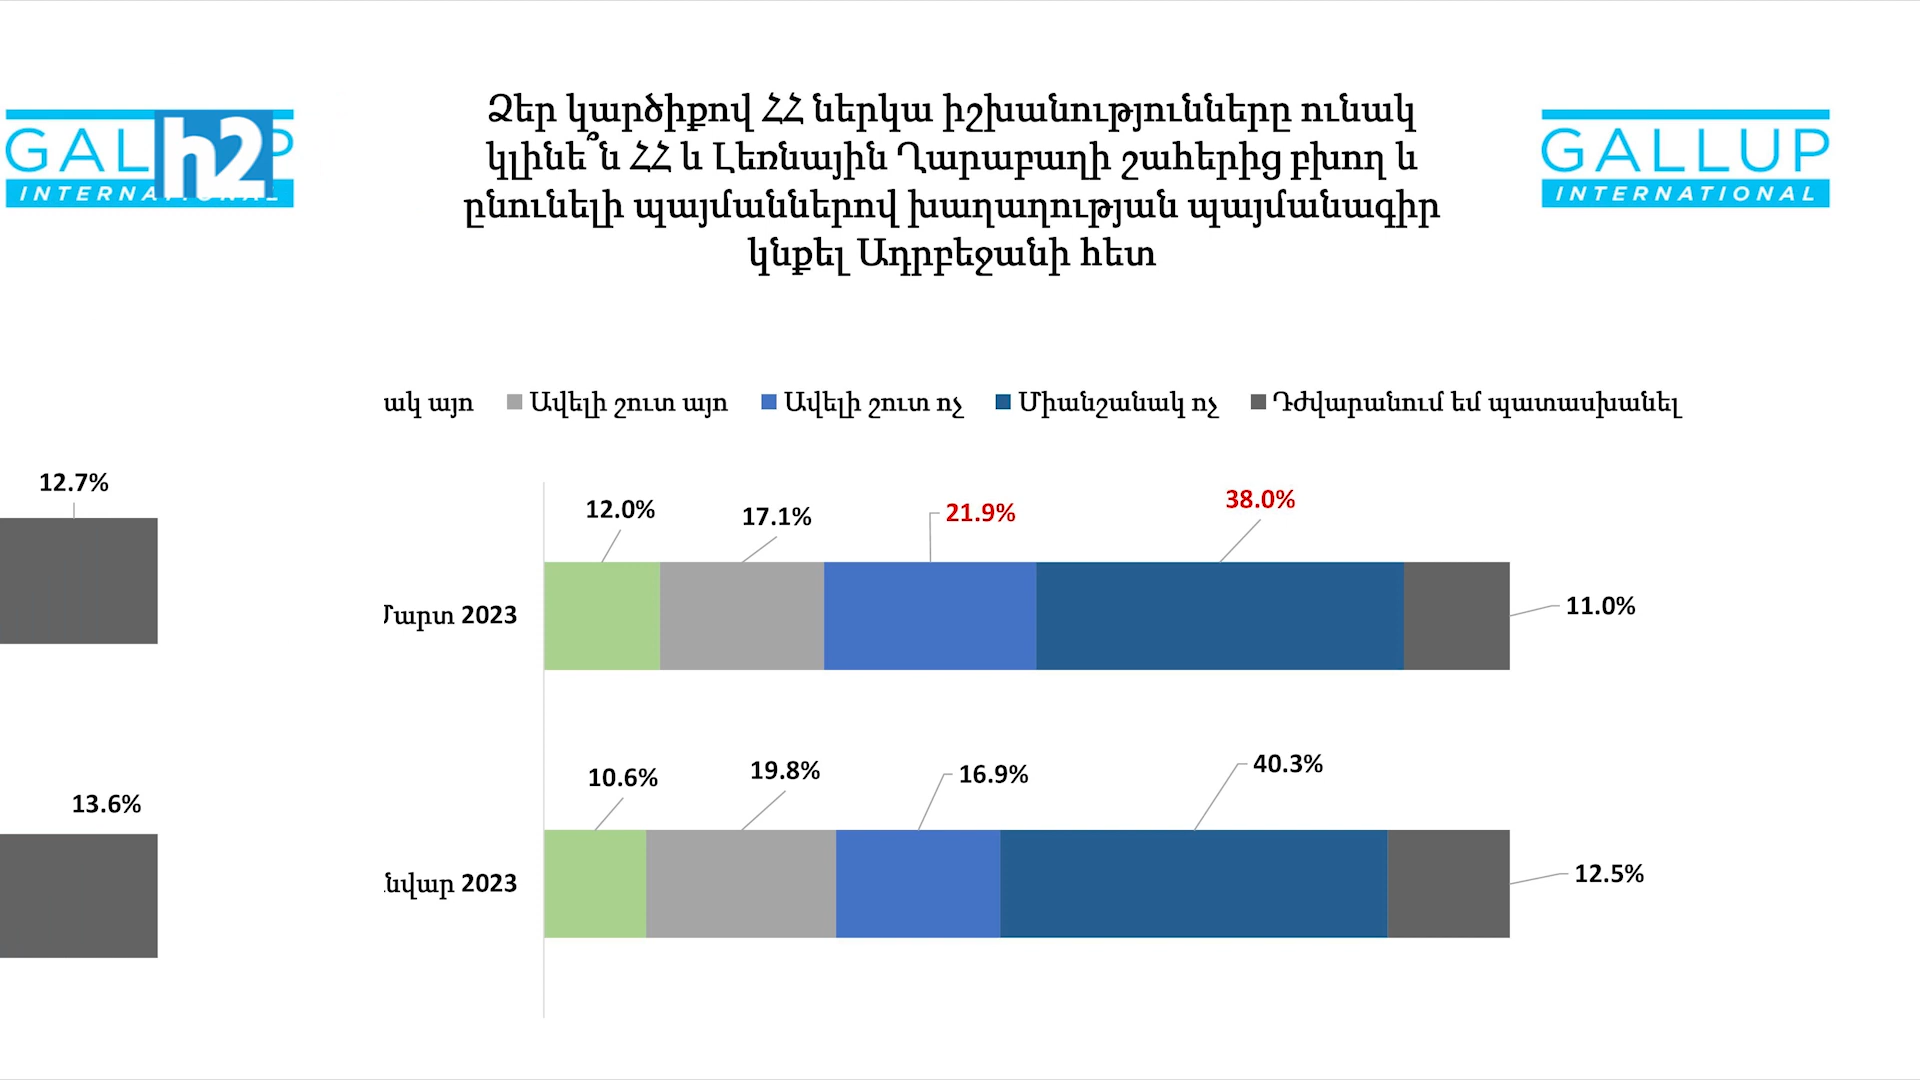 GALLUP
INTERNATIONAL
h2
Ձեր կարծիքով ՀՀ ներկա իշխանությունները ունակ
կլինե՞ն ՀՀ և Լեռնային Ղարաբաղի շահերից բխող և
ընունելի պայմաններով խաղաղության պայմանագիր
կնքել Ադրբեջանի հետ
GALLUP
INTERNATIONAL
ակ այո Ավելի շուտ այո Ավելի շուտ ոչ Միանշանակ ոչ Դժվարանում եմ պատասխանել
12.7%
12.0% 17.1% 21.9% 38.0%
Մարտ 2023
11.0%
13.6%
10.6% 19.8% 16.9% 40.3%
նվար 2023
12.5%